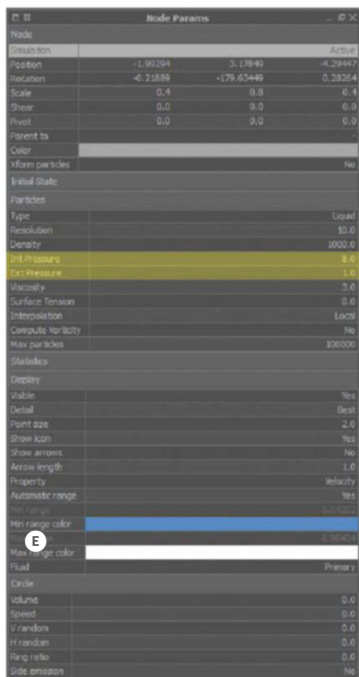 Node Params
Node
Simulation Active
Position -1.99294 3.17849 -4.29447
Rotation -0.21889 -179.63449 0.28264
Scale 0.4 0.8 0.4
Shear 0.0 0.0 0.0
Pivot 0.0 0.0 0.0
Parent to
Color
Xform particles No
Initial State
Particles
Type Liquid
Resolution 10.0
Density 1000.0
Int Pressure 8.0
Ext Pressure 1.0
Viscosity 3.0
Surface Tension 0.0
Interpolation Local
Compute Vorticity No
Max particles 100000
Statistics
Display
Visible Yes
Detail Best
Point size 2.0
Show icon Yes
Show arrows No
Arrow length 1.0
Property Velocity
Automatic range Yes
Min range
Min range color
E
Max range color
Fluid Primary
Circle
Volume 0.0
Speed 0.0
V random 0.0
H random 0.0
Ring ratio 0.0
Side emission No